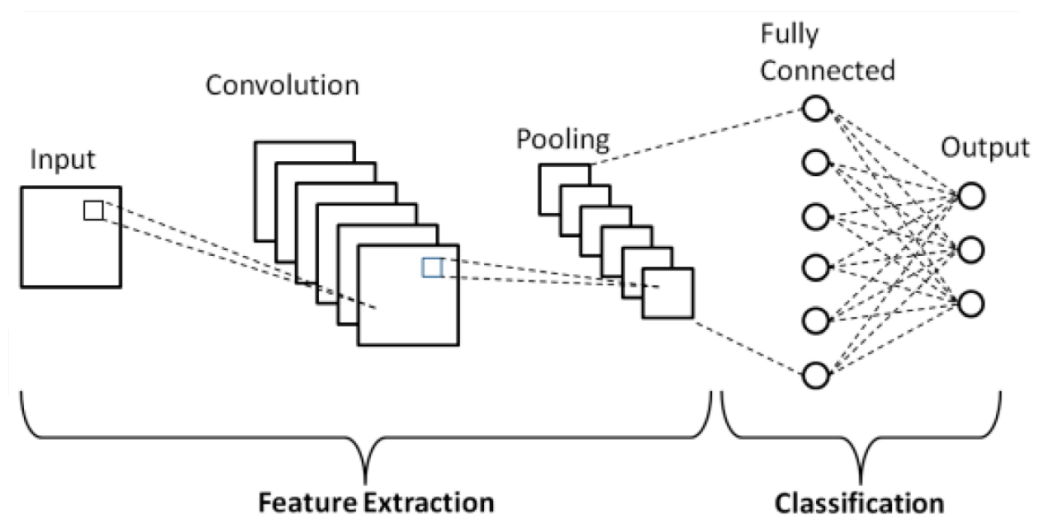 Input
Convolution
Pooling
Fully
Connected
Output
Feature Extraction
Classification